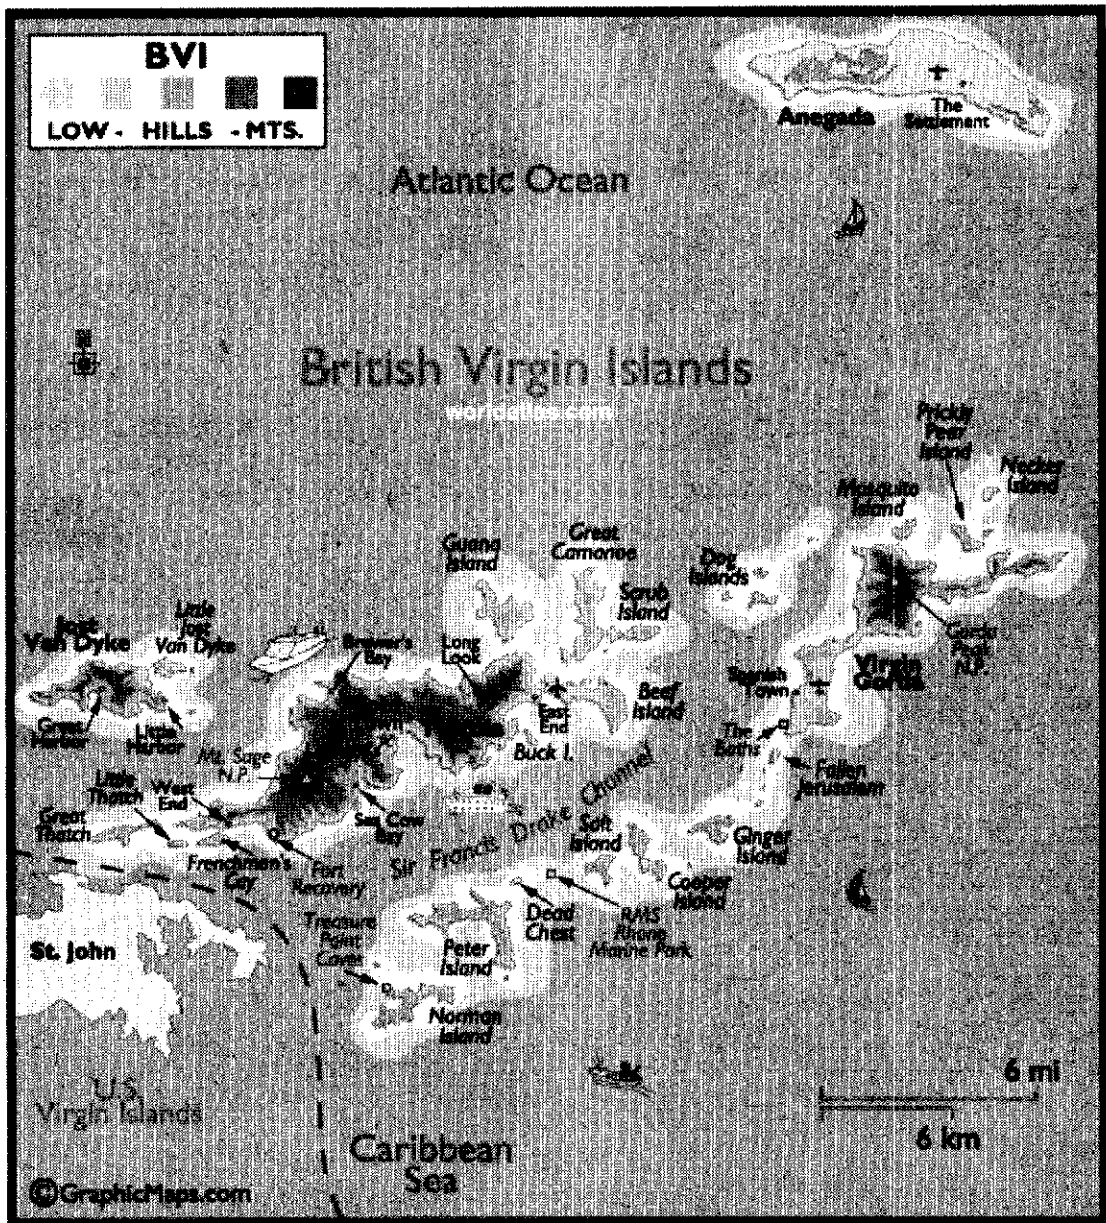 BVI
LOW - HILLS - MTS.
Anegada
The
Settlement
Atlantic Ocean
British Virgin Islands
worldatlas.com
Prickly
Pear
Island
Necker
Island
Mosquito
Island
Guana
Island
Great
Camanoe
Scrub
Island
Dog
Islands
Jost
Van Dyke
Little
Jost
Van Dyke
Brewer's
Bay
Long
Look
Gorda
Peak
N.P.
Virgin
Gorda
Spanish
Town
East
End
Beef
Island
Great
Harbor
Little
Harbor
Buck I.
The
Baths
Mt. Sage
N.P.
Fallen
Jerusalem
Little
Thatch
West
End
Great
Thatch
Sea Cow
Bay
Sir Francis Drake Channel
Salt
Island
Ginger
Island
Frenchman's
Cay
Fort
Recovery
Cooper
Island
Dead
Chest
RMS
Rhone
Marine Park
Treasure
Point
Caves
St. John
Peter
Island
Norman
Island
U.S.
Virgin Islands
6 mi
6 km
Caribbean
Sea
©GraphicMaps.com